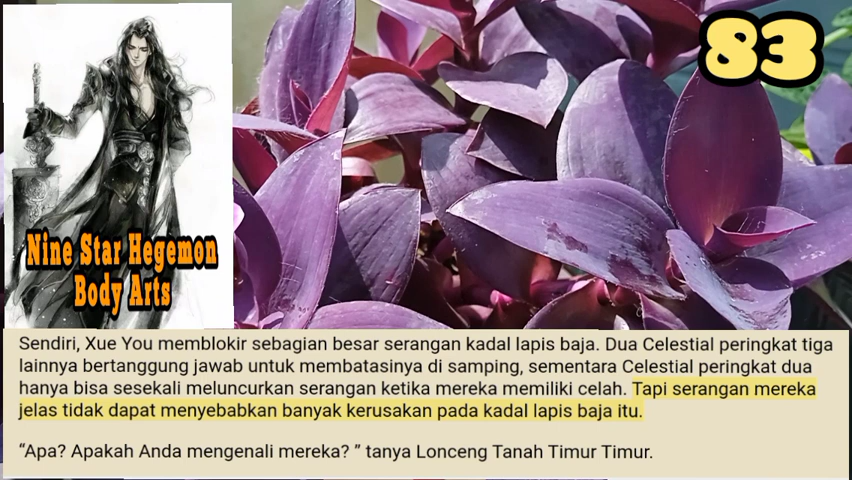 83
Nine Star Hegemon
Body Arts
Sendiri, Xue You memblokir sebagian besar serangan kadal lapis baja. Dua Celestial peringkat tiga
lainnya bertanggung jawab untuk membatasinya di samping, sementara Celestial peringkat dua
hanya bisa sesekali meluncurkan serangan ketika mereka memiliki celah. Tapi serangan mereka
jelas tidak dapat menyebabkan banyak kerusakan pada kadal lapis baja itu.
“Apa? Apakah Anda mengenali mereka? ” tanya Lonceng Tanah Timur Timur.